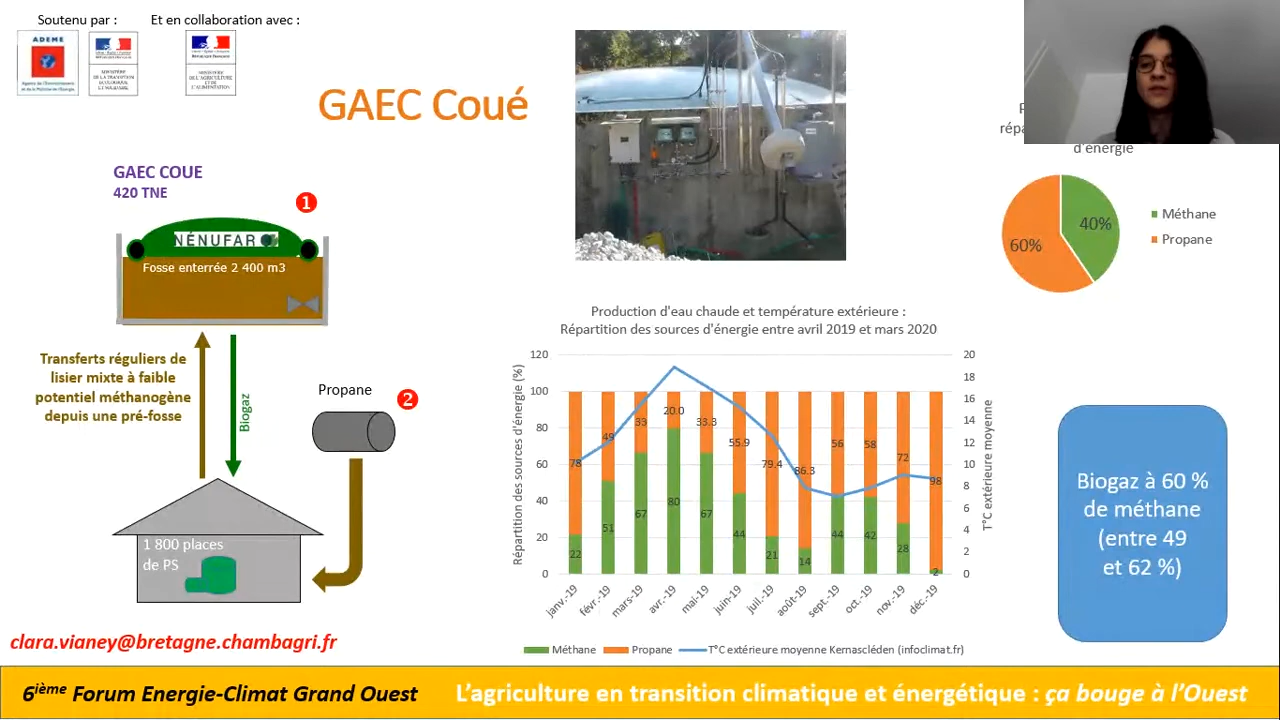 Soutenu par :
Et en collaboration avec :
ADEME
GAEC Coué
GAEC COUE
420 TNE
1
NÉNUFAR
Fosse enterrée 2 400 m3
Transferts réguliers de
lisier mixte à faible
potentiel méthanogène
depuis une pré-fosse
Biogaz
Propane
2
1 800 places
de PS
clara.vianey@bretagne.chambagri.fr
d'énergie
40%
60%
Méthane
Propane
Production d'eau chaude et température extérieure :
Répartition des sources d'énergie entre avril 2019 et mars 2020
Répartition des sources d'énergie (%)
120
100
80
60
40
20
0
78 49 33 20.0 33.3 55.9 79.4 86.3 56 58 72 98
22 51 67 80 67 44 21 14 44 42 28 2
20
18
16
14
12
10
8
6
4
2
0
T°C extérieure moyenne
janv.-19 févr.-19 mars-19 avr.-19 mai-19 juin-19 juil.-19 août-19 sept.-19 oct.-19 nov.-19 déc.-19
Méthane Propane T°C extérieure moyenne Kernascléden (infoclimat.fr)
Biogaz à 60 %
de méthane
(entre 49
et 62 %)
6ième Forum Energie-Climat Grand Ouest
L'agriculture en transition climatique et énergétique : ça bouge à l'Ouest